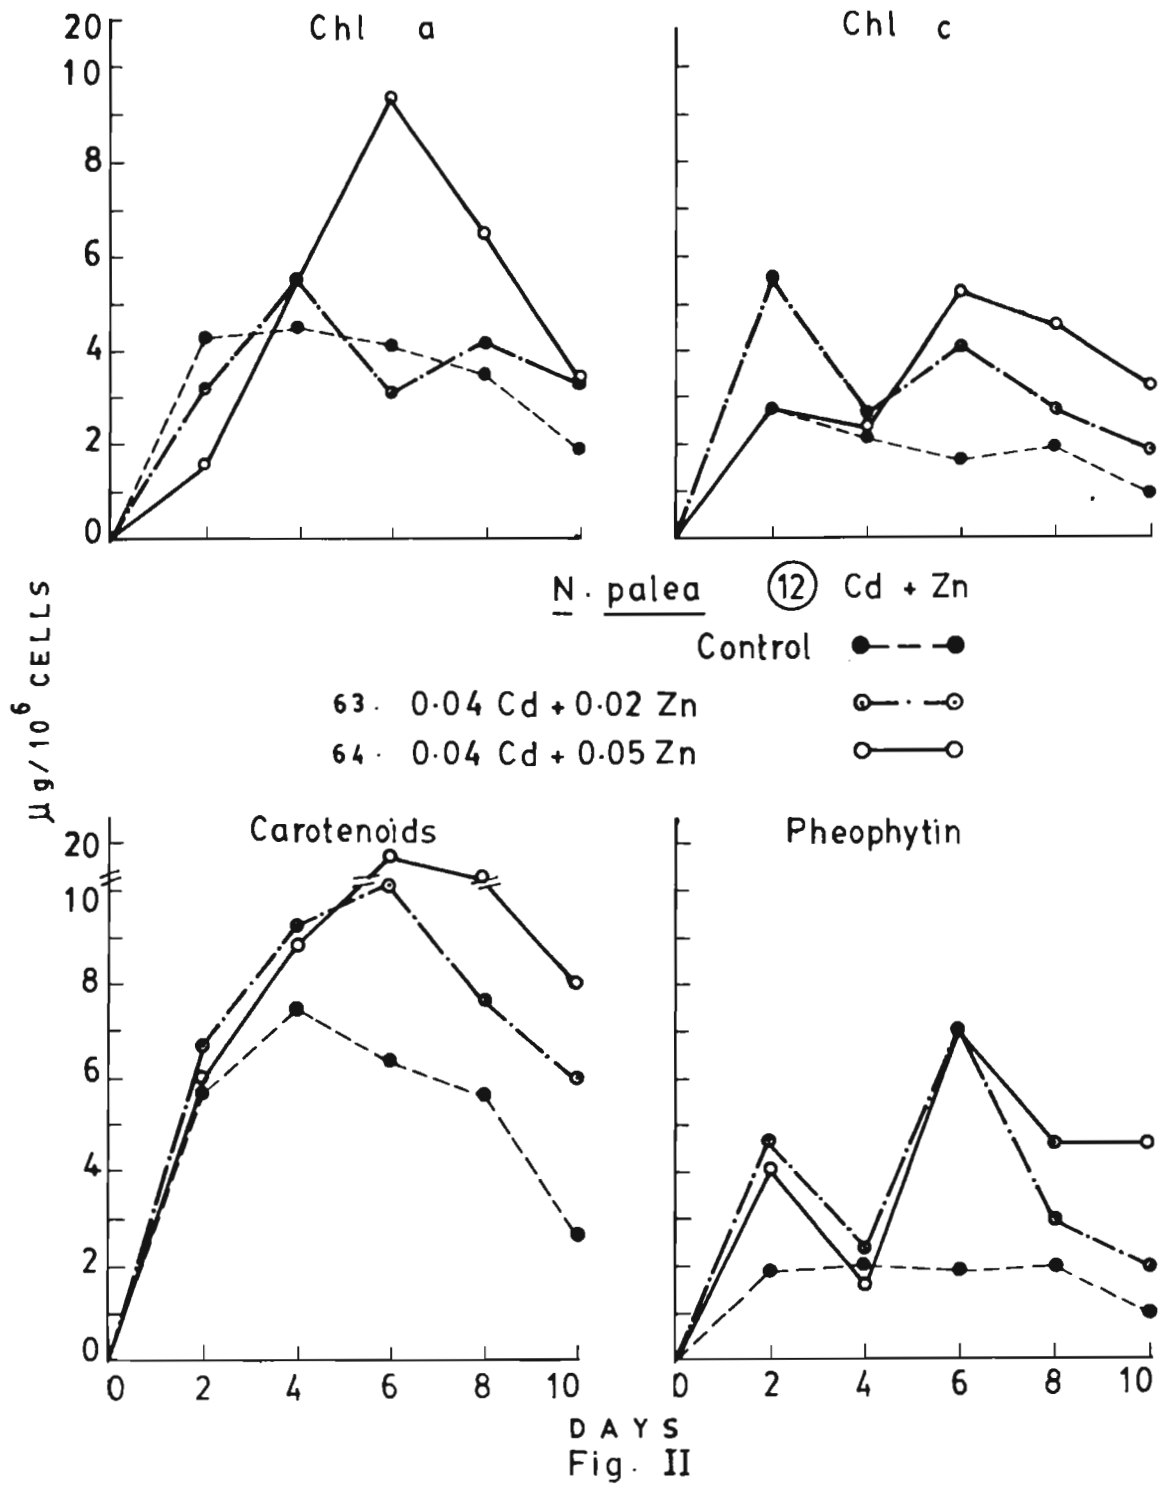 Chl a
Chl c
20
10
8
6
4
2
0
N. palea (12) Cd + Zn
Control
63. 0.04 Cd + 0.02 Zn
64. 0.04 Cd + 0.05 Zn
µg/10⁶ CELLS
Carotenoids
Pheophytin
20
10
8
6
4
2
0
0 2 4 6 8 10
0 2 4 6 8 10
DAYS
Fig. II